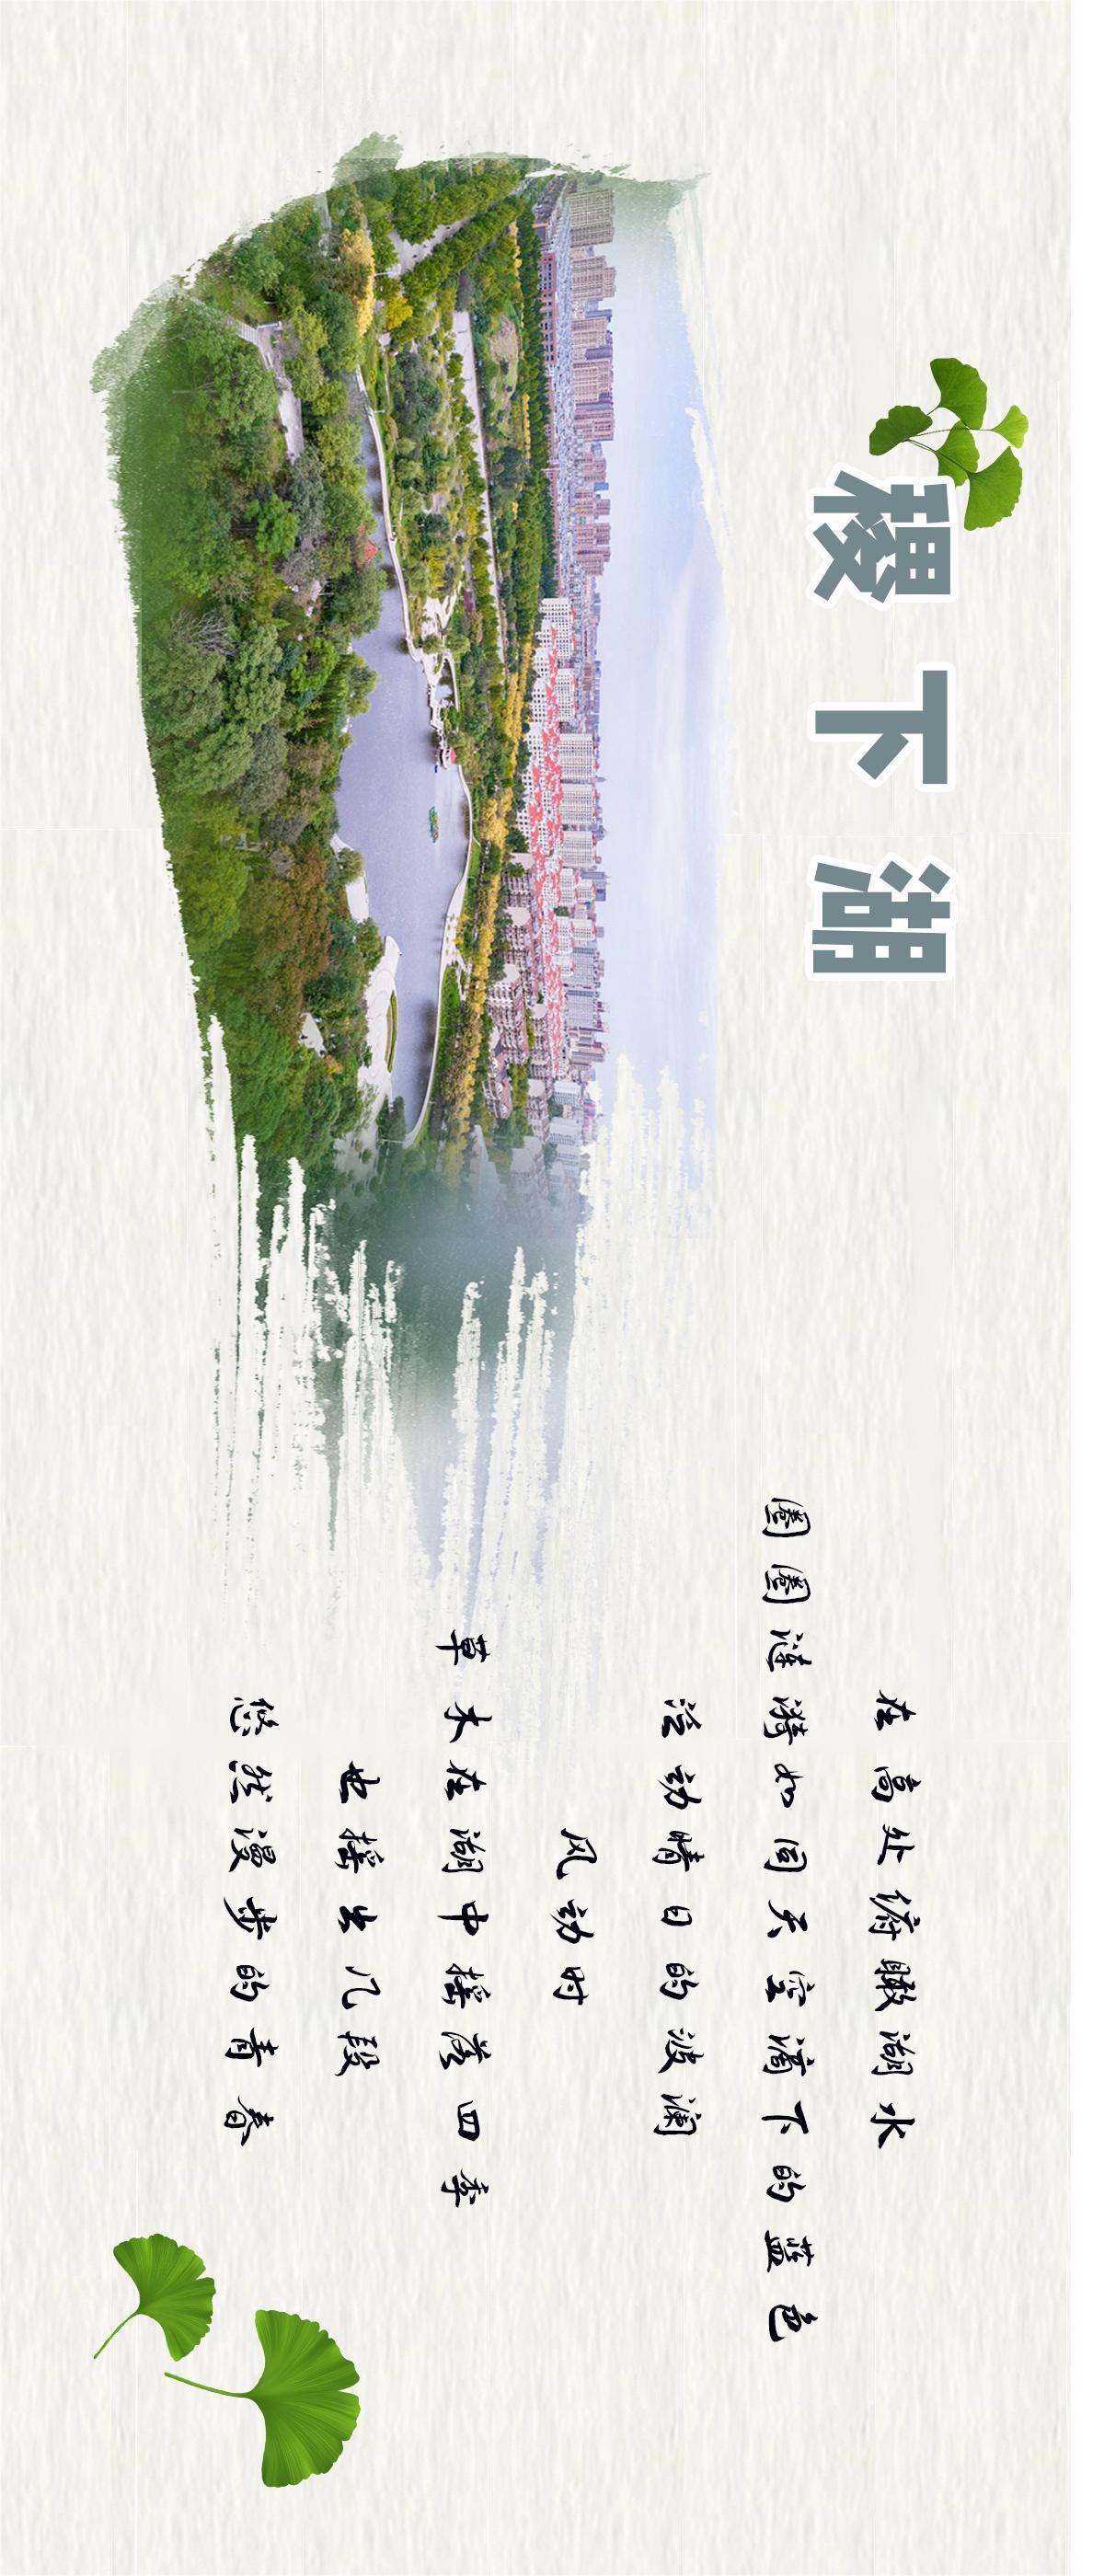 稷下湖
在高处俯瞰湖水
圈圈涟漪如同天空滴下的蓝色
泛动晴日的波澜
风动时
草木在湖中摇落四季
也摇出几段
悠然漫步的青春